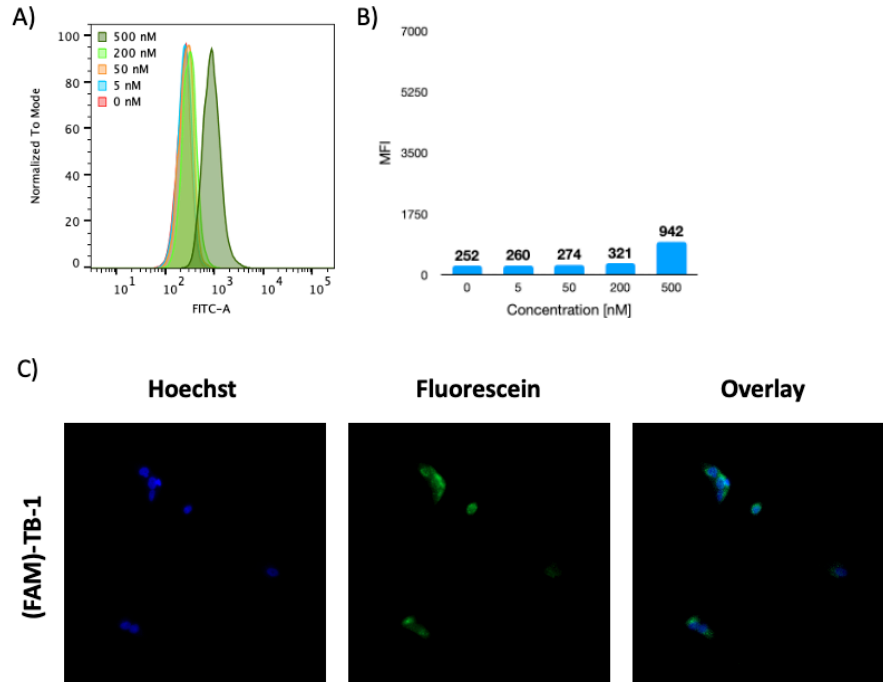 A)
100
80
60
40
20
0
Normalized To Mode
500 nM
200 nM
50 nM
5 nM
0 nM
10^1 10^2 10^3 10^4 10^5
FITC-A
B)
7000
5250
3500
1750
0
MFI
252 260 274 321 942
0 5 50 200 500
Concentration [nM]
C)
Hoechst Fluorescein Overlay
(FAM)-TB-1